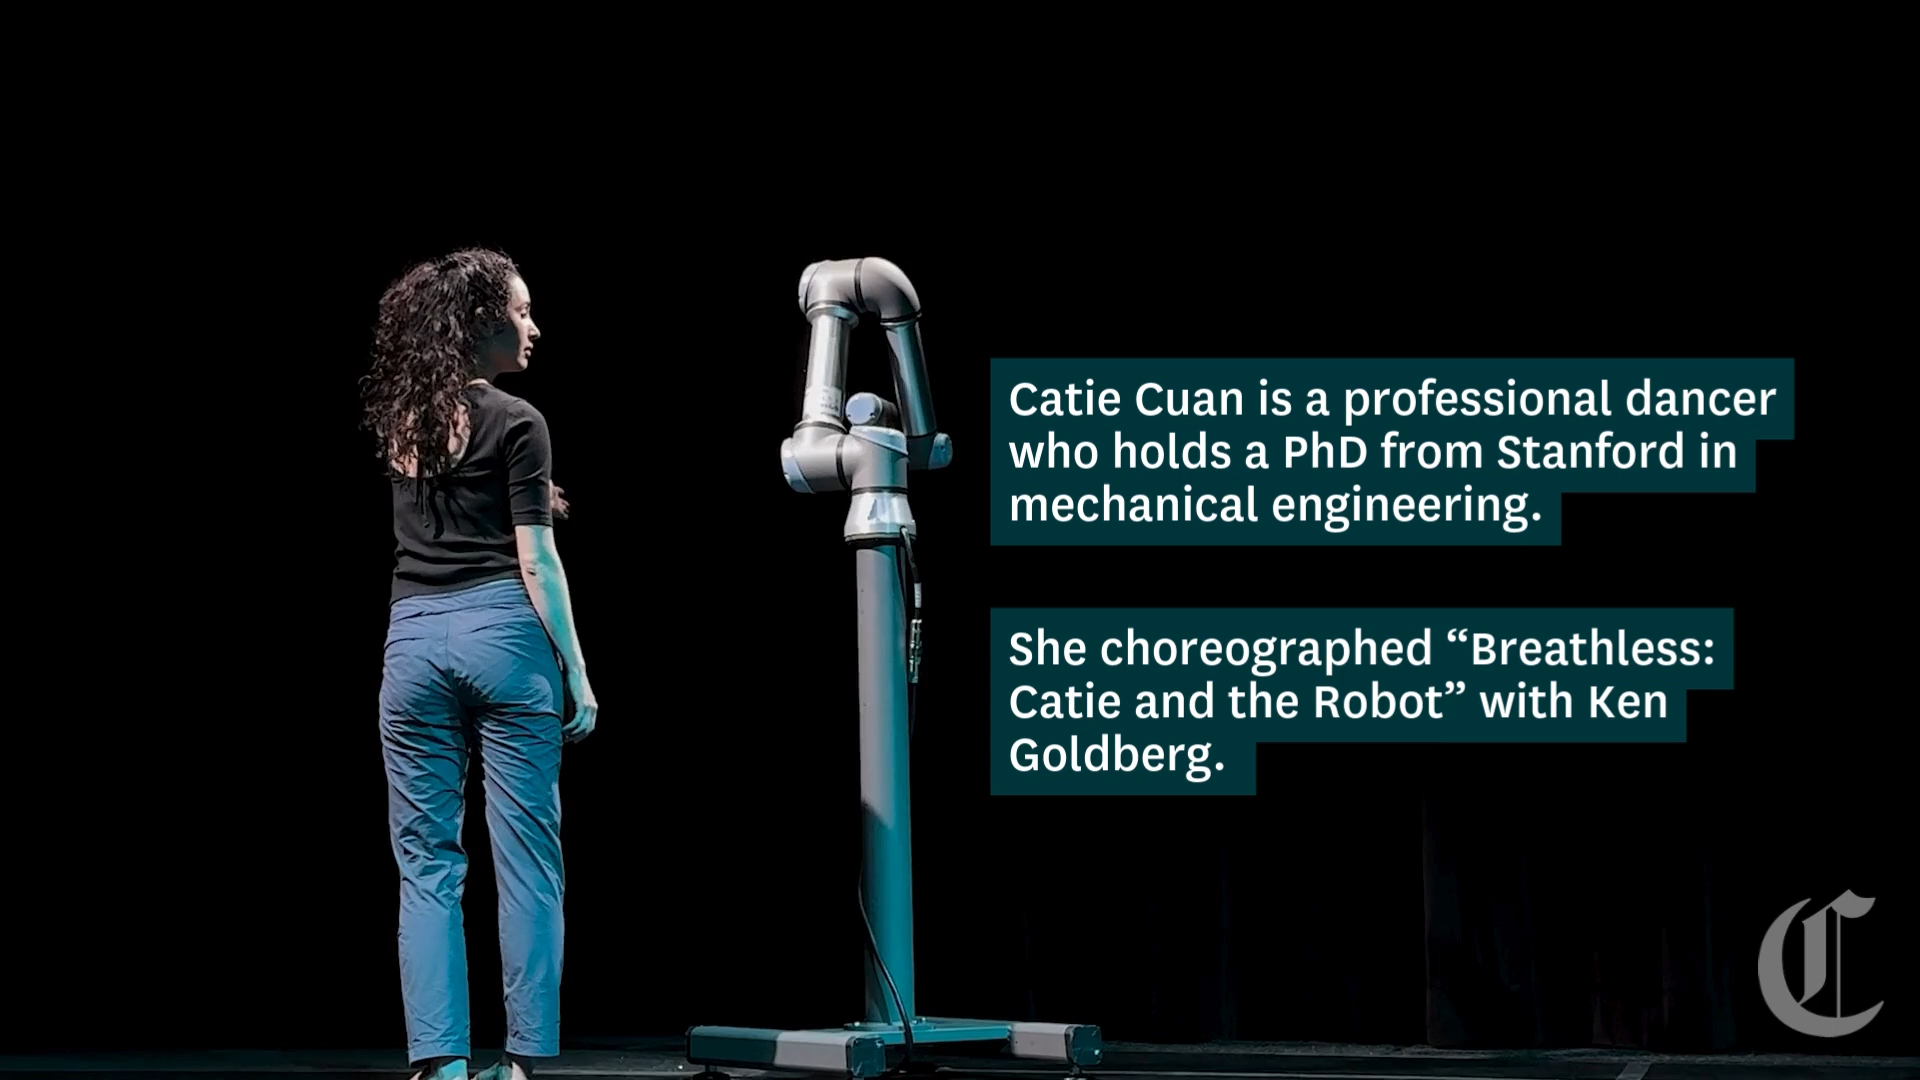 Catie Cuan is a professional dancer
who holds a PhD from Stanford in
mechanical engineering.
She choreographed “Breathless:
Catie and the Robot” with Ken
Goldberg.
C